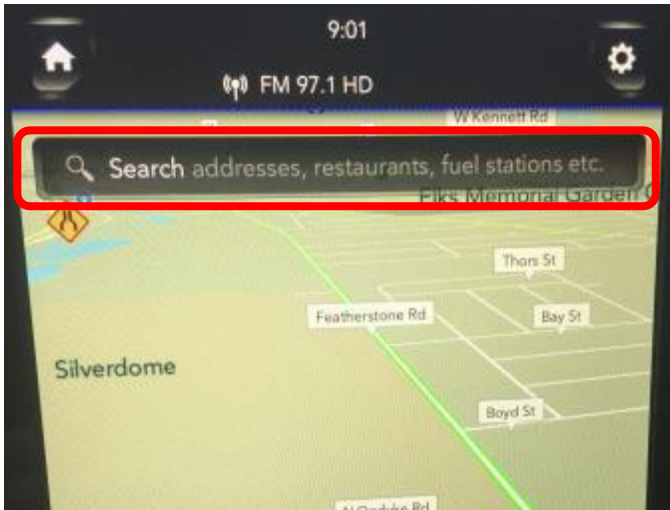 9:01
FM 97.1 HD
W Kennett Rd
Search addresses, restaurants, fuel stations etc.
Elks Memorial Garden
Thors St
Featherstone Rd
Bay St
Silverdome
Boyd St